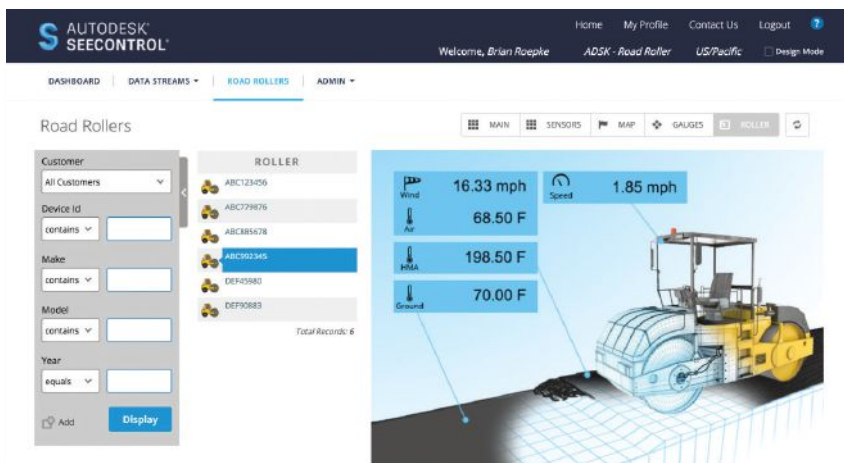 AUTODESK®
SEECONTROL®
Home My Profile Contact Us Logout ?
Welcome, Brian Roepke ADSK - Road Roller US/Pacific Design Mode
DASHBOARD DATA STREAMS ROAD ROLLERS ADMIN
Road Rollers
MAIN SENSORS MAP GAUGES ROLLER
Customer
All Customers
Device Id
contains
Make
contains
Model
contains
Year
equals
Add Display
ROLLER
ABC123456
ABC779876
ABC885678
ABC992345
DEF45980
DEF90883
Total Records: 6
Wind 16.33 mph
Speed 1.85 mph
Air 68.50 F
HMA 198.50 F
Ground 70.00 F